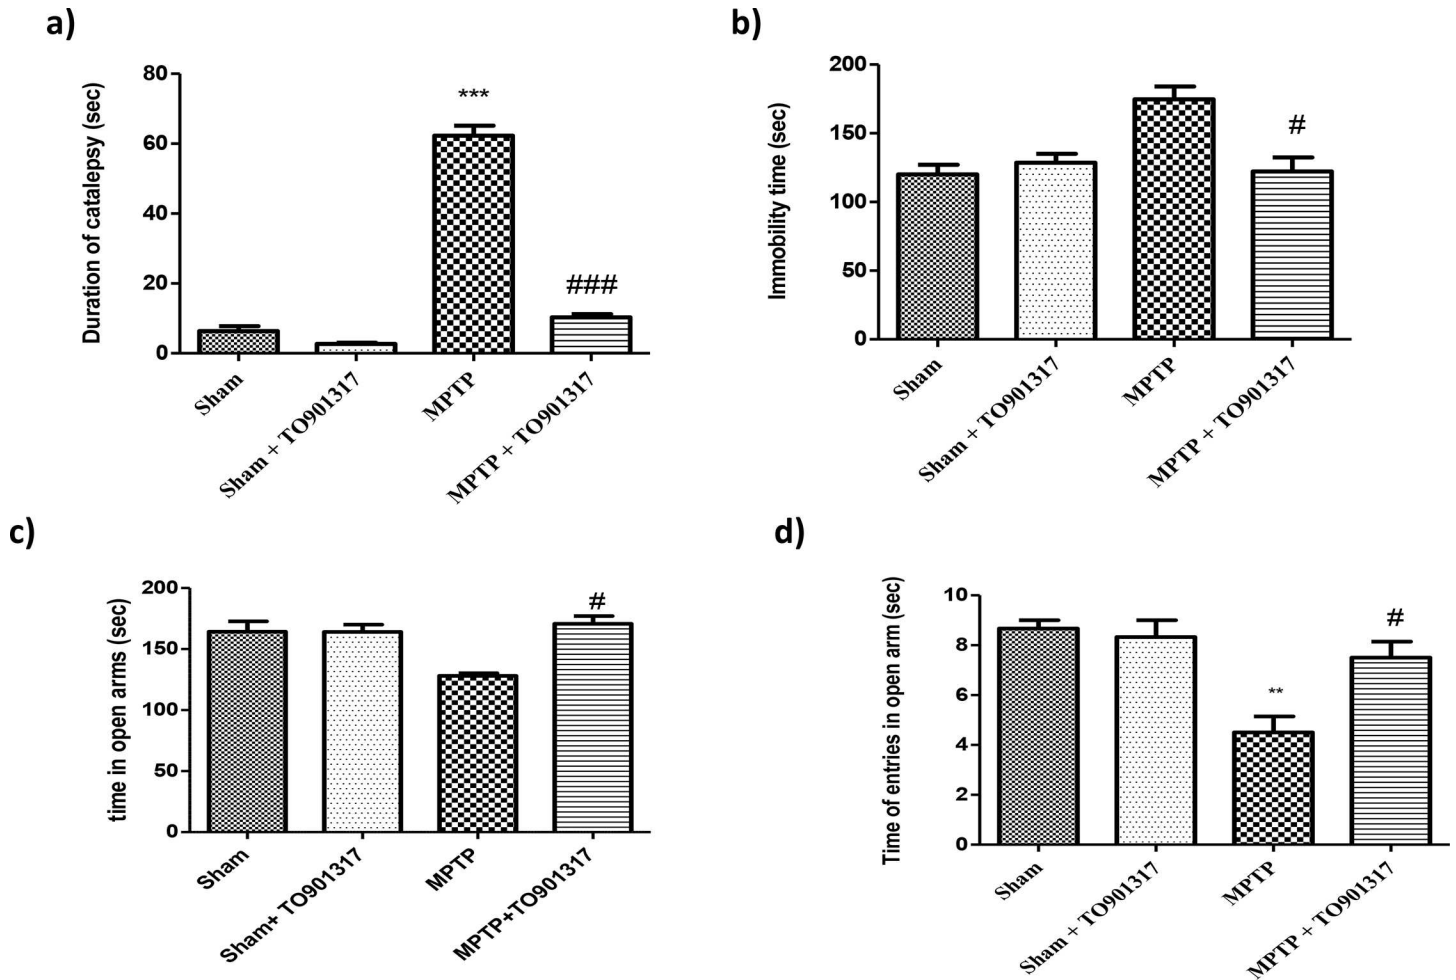 a)
Duration of catalepsy (sec)
80
60
40
20
0
***
###
Sham
Sham + TO901317
MPTP
MPTP + TO901317
b)
Immobility time (sec)
200
150
100
50
0
#
Sham
Sham + TO901317
MPTP
MPTP + TO901317
c)
time in open arms (sec)
200
150
100
50
0
#
Sham
Sham+ TO901317
MPTP
MPTP+TO901317
d)
Time of entries in open arm (sec)
10
8
6
4
2
0
**
#
Sham
Sham + TO901317
MPTP
MPTP + TO901317